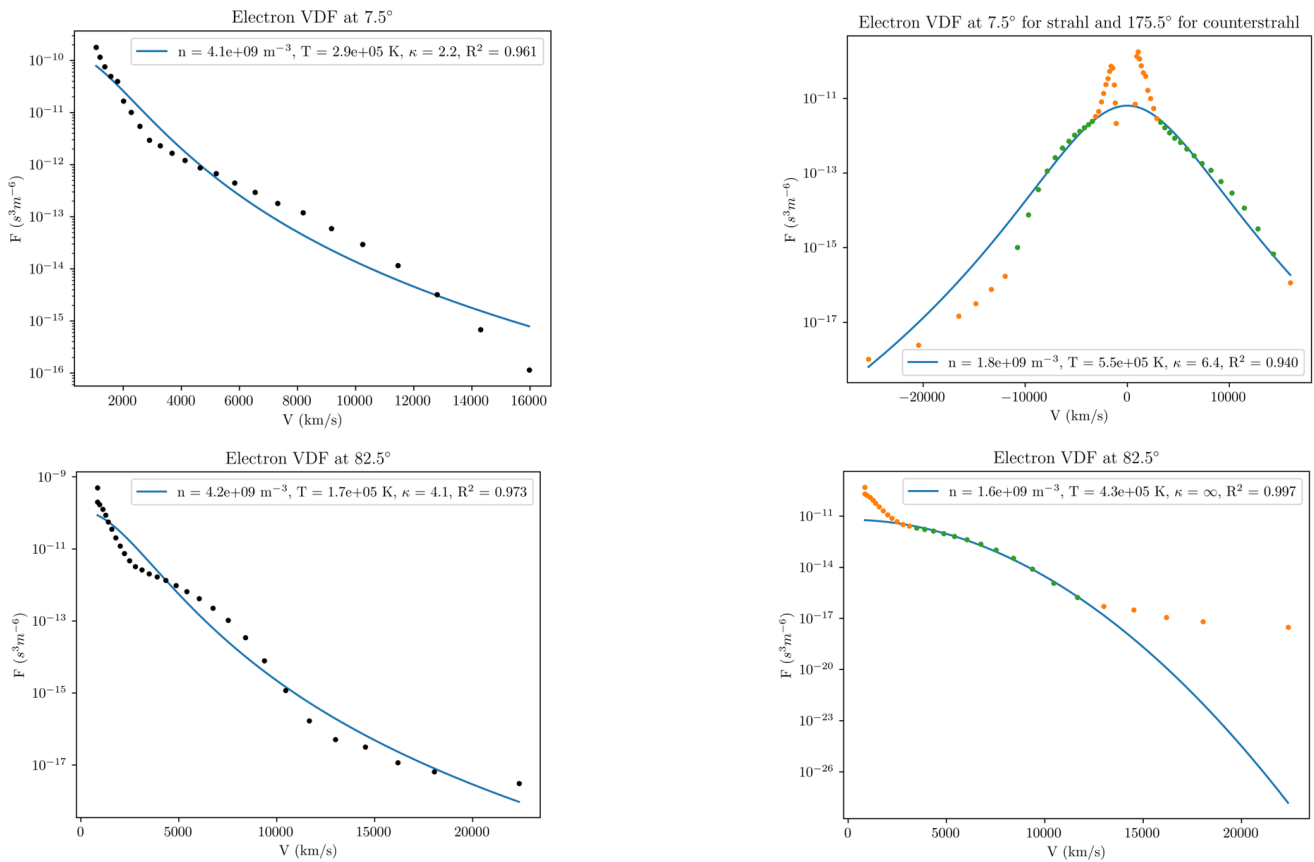 Electron VDF at 7.5°
n = 4.1e+09 m⁻³, T = 2.9e+05 K, κ = 2.2, R² = 0.961
F (s³m⁻⁶)
10⁻¹⁰
10⁻¹¹
10⁻¹²
10⁻¹³
10⁻¹⁴
10⁻¹⁵
10⁻¹⁶
2000 4000 6000 8000 10000 12000 14000 16000
V (km/s)
Electron VDF at 7.5° for strahl and 175.5° for counterstrahl
F (s³m⁻⁶)
10⁻¹¹
10⁻¹³
10⁻¹⁵
10⁻¹⁷
n = 1.8e+09 m⁻³, T = 5.5e+05 K, κ = 6.4, R² = 0.940
−20000 −10000 0 10000
V (km/s)
Electron VDF at 82.5°
n = 4.2e+09 m⁻³, T = 1.7e+05 K, κ = 4.1, R² = 0.973
F (s³m⁻⁶)
10⁻⁹
10⁻¹¹
10⁻¹³
10⁻¹⁵
10⁻¹⁷
0 5000 10000 15000 20000
V (km/s)
Electron VDF at 82.5°
n = 1.6e+09 m⁻³, T = 4.3e+05 K, κ = ∞, R² = 0.997
F (s³m⁻⁶)
10⁻¹¹
10⁻¹⁴
10⁻¹⁷
10⁻²⁰
10⁻²³
10⁻²⁶
0 5000 10000 15000 20000
V (km/s)